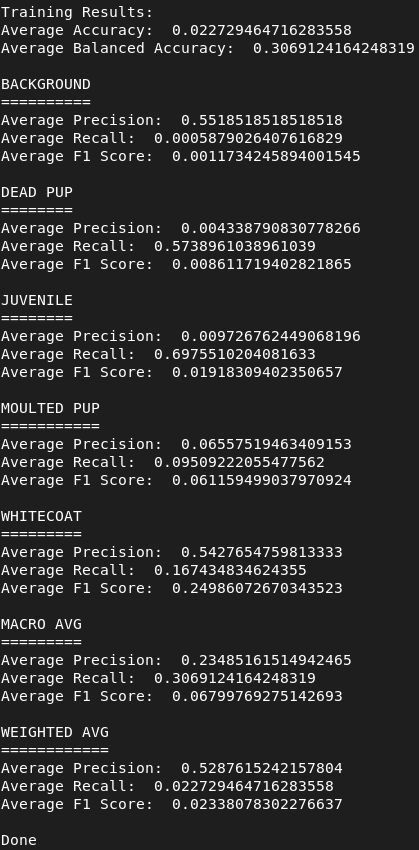 Training Results:
Average Accuracy:  0.022729464716283558
Average Balanced Accuracy:  0.3069124164248319
BACKGROUND
==========
Average Precision:  0.5518518518518518
Average Recall:  0.0005879026407616829
Average F1 Score:  0.0011734245894001545
DEAD PUP
========
Average Precision:  0.004338790830778266
Average Recall:  0.5738961038961039
Average F1 Score:  0.008611719402821865
JUVENILE
========
Average Precision:  0.009726762449068196
Average Recall:  0.6975510204081633
Average F1 Score:  0.01918309402350657
MOULTED PUP
===========
Average Precision:  0.06557519463409153
Average Recall:  0.09509222055477562
Average F1 Score:  0.061159499037970924
WHITECOAT
=========
Average Precision:  0.5427654759813333
Average Recall:  0.167434834624355
Average F1 Score:  0.24986072670343523
MACRO AVG
=========
Average Precision:  0.23485161514942465
Average Recall:  0.3069124164248319
Average F1 Score:  0.06799769275142693
WEIGHTED AVG
============
Average Precision:  0.5287615242157804
Average Recall:  0.022729464716283558
Average F1 Score:  0.02338078302276637
Done